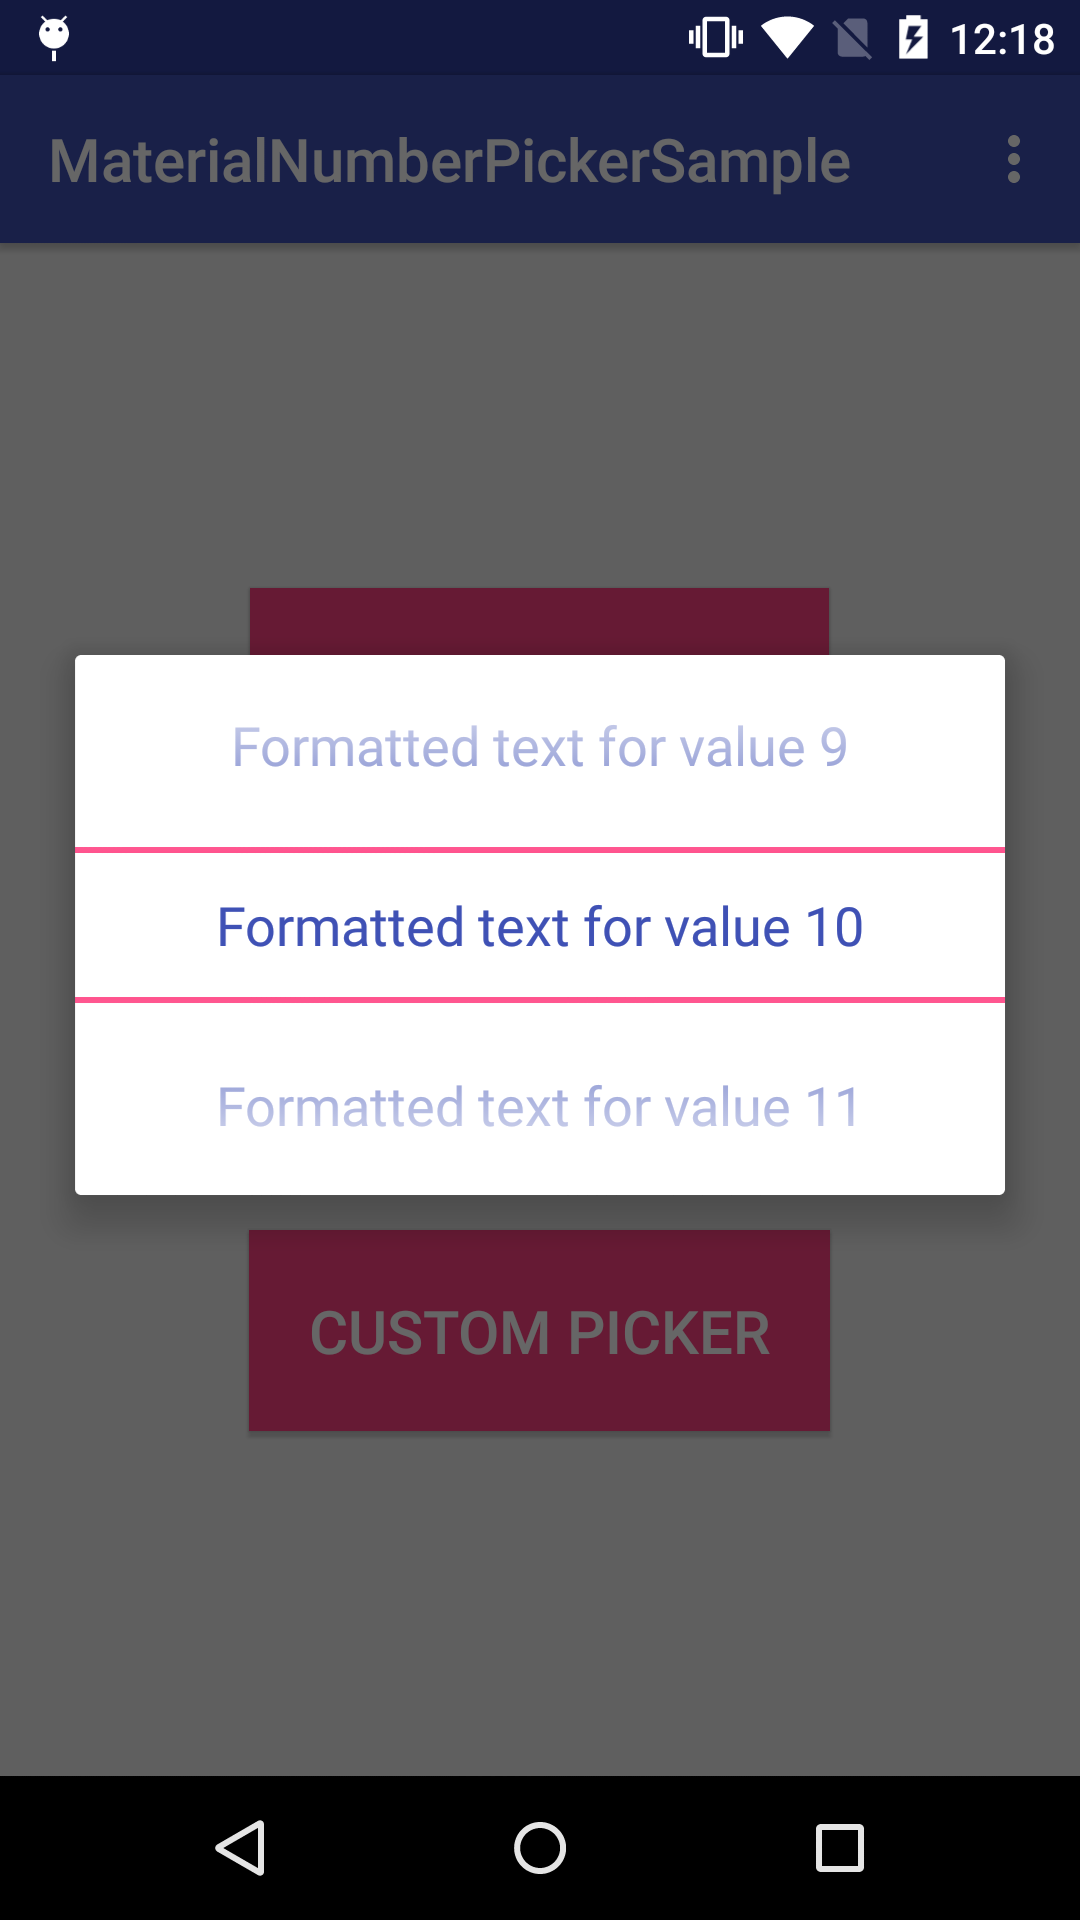 12:18
MaterialNumberPickerSample
Formatted text for value 9
Formatted text for value 10
Formatted text for value 11
CUSTOM PICKER